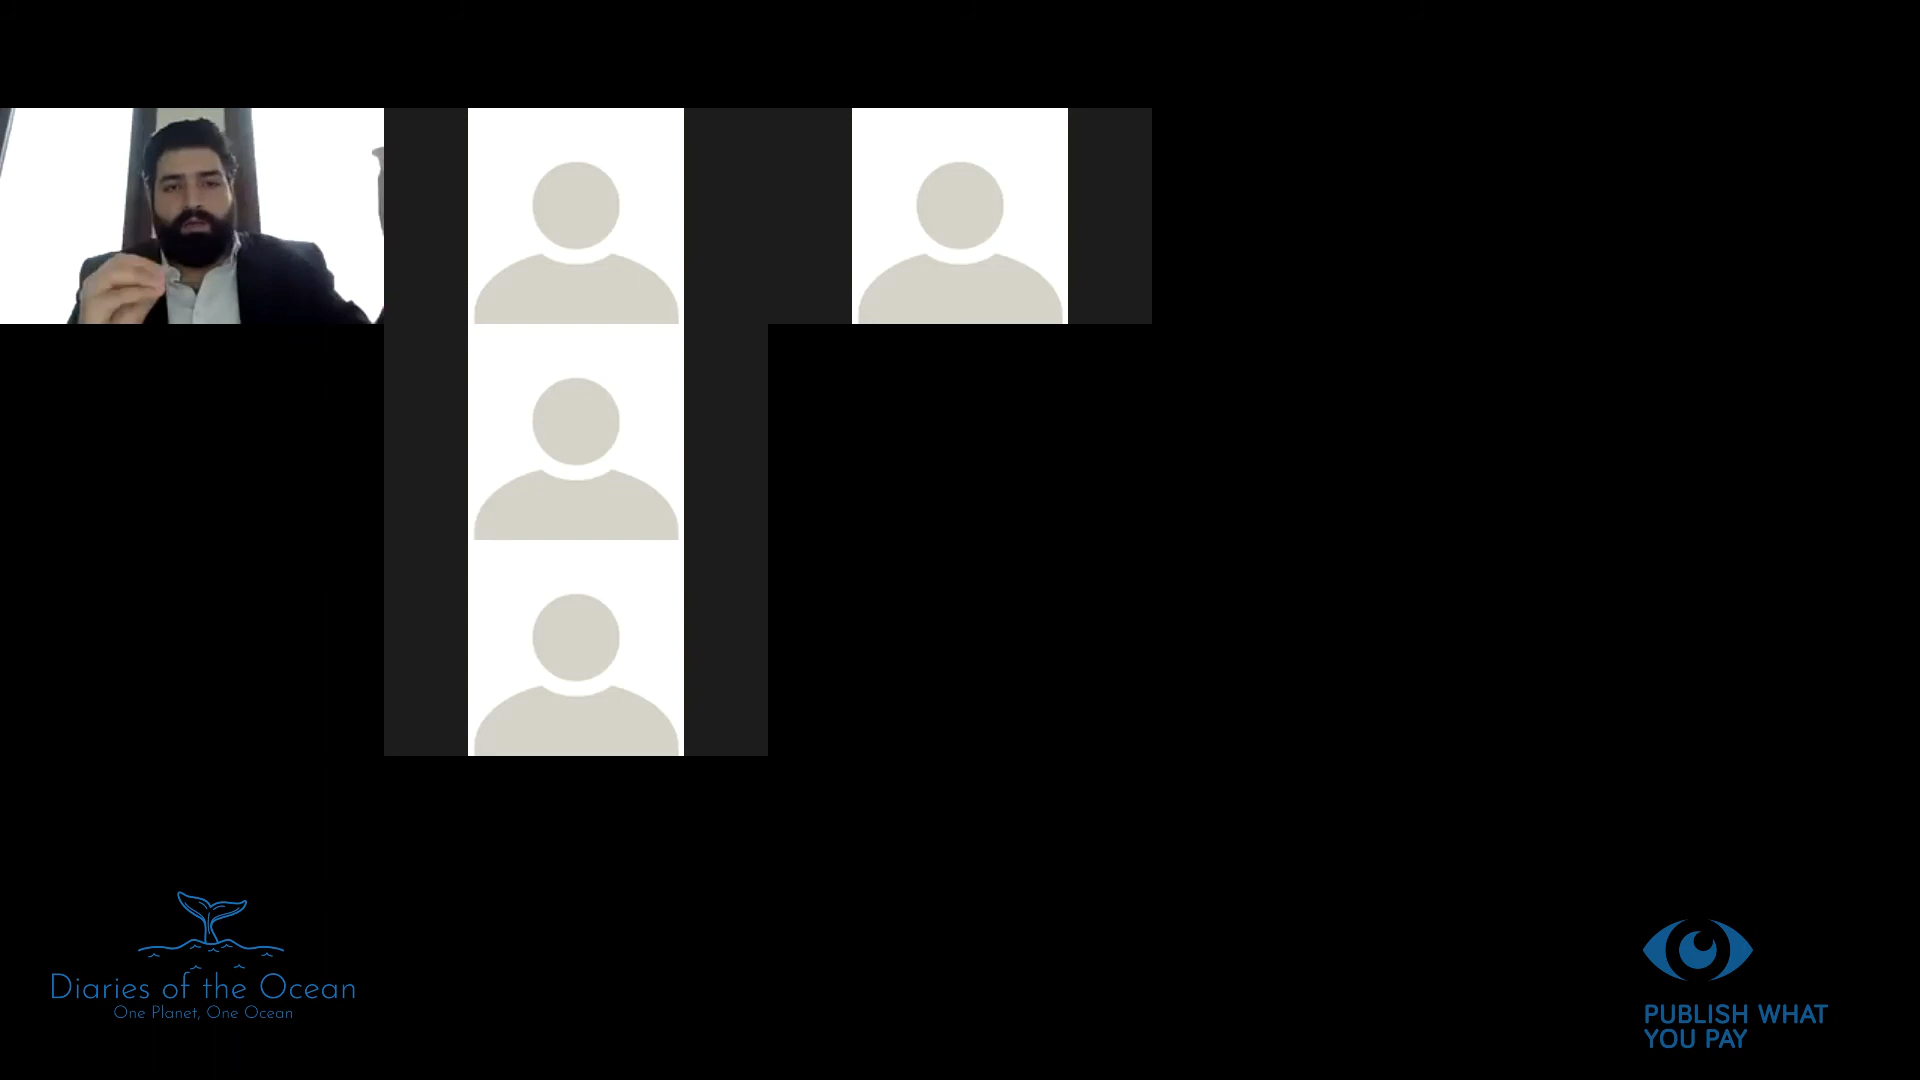 Diaries of the Ocean
One Planet, One Ocean
PUBLISH WHAT
YOU PAY